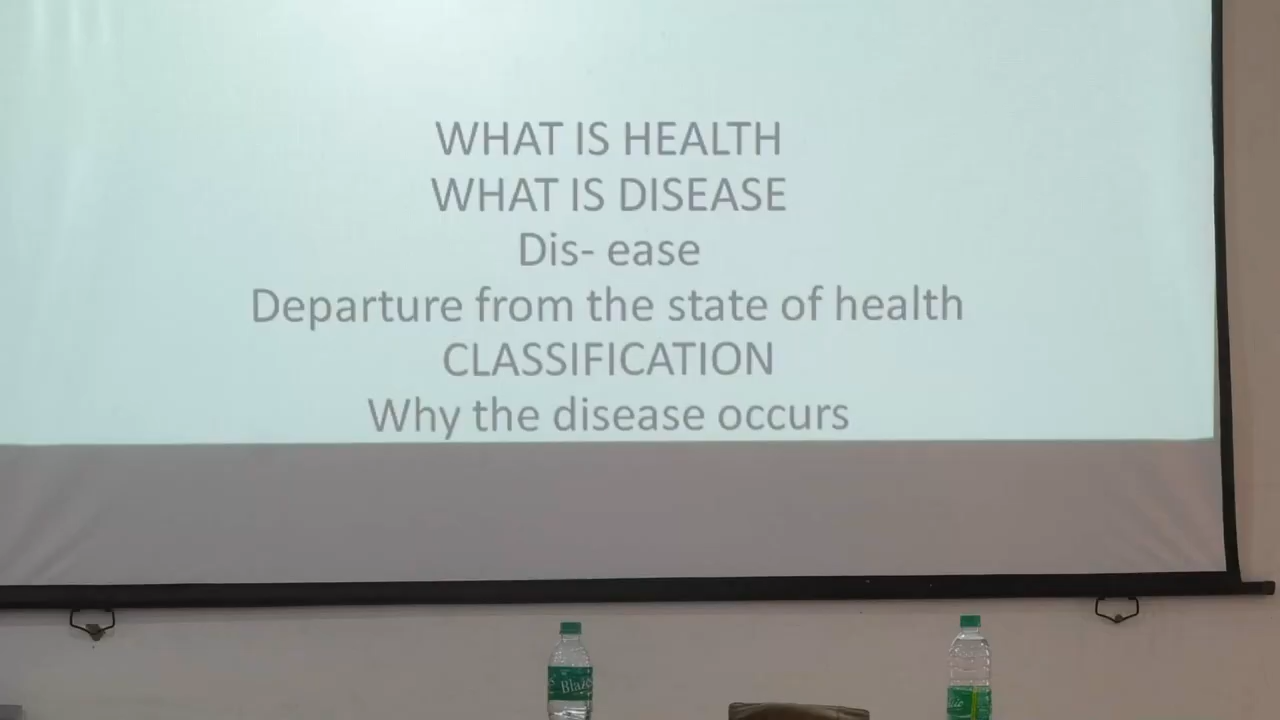 WHAT IS HEALTH
WHAT IS DISEASE
Dis- ease
Departure from the state of health
CLASSIFICATION
Why the disease occurs